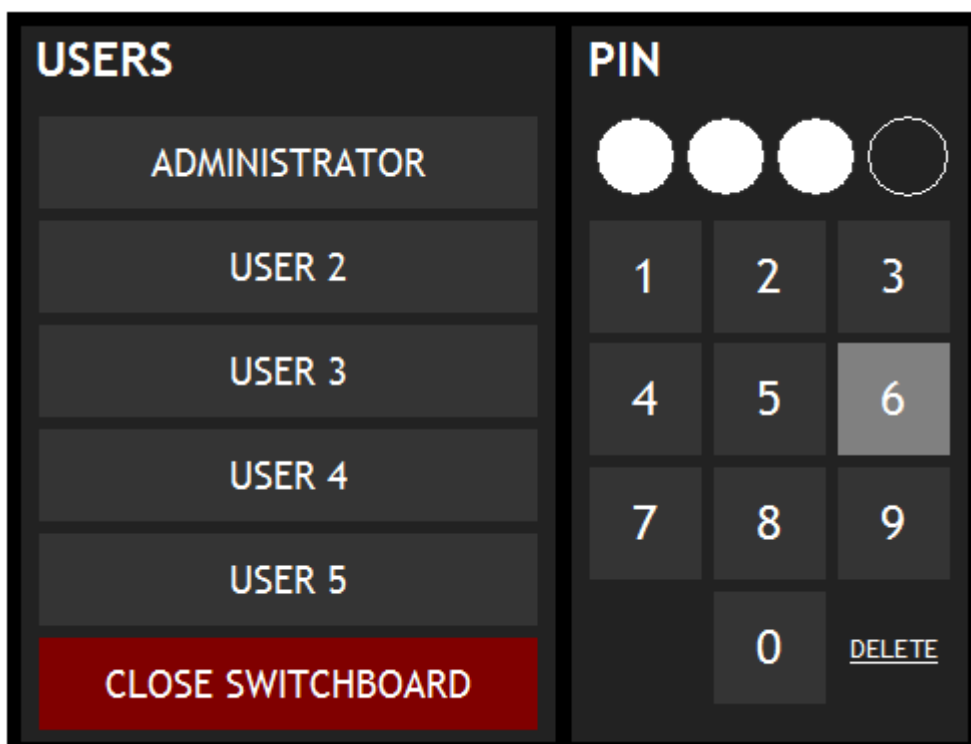 USERS
ADMINISTRATOR
USER 2
USER 3
USER 4
USER 5
CLOSE SWITCHBOARD
PIN
1 2 3
4 5 6
7 8 9
0 DELETE